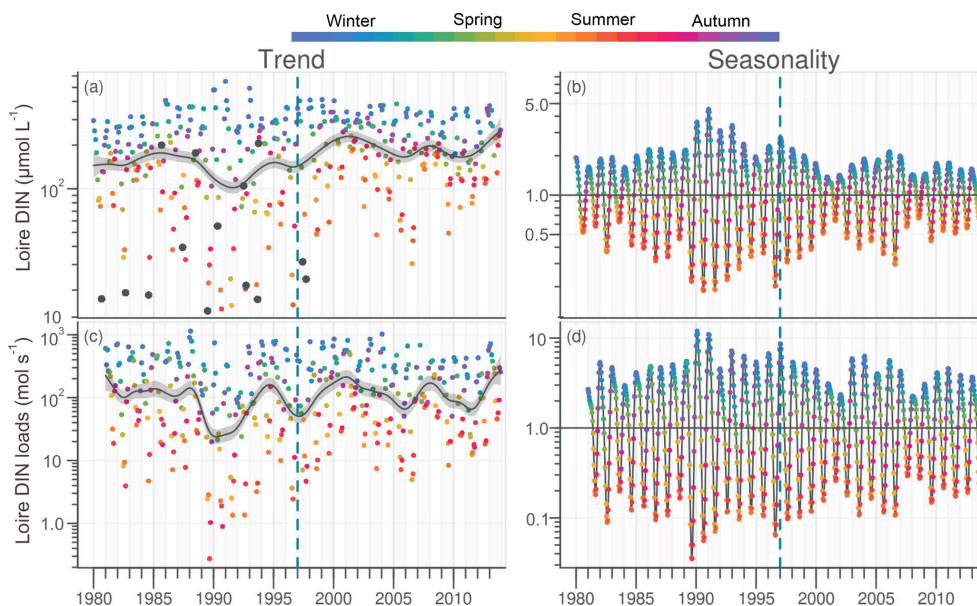 Winter Spring Summer Autumn
Trend Seasonality
(a) (b)
Loire DIN (µmol L⁻¹)
10²
10
5.0
1.0
0.5
(c) (d)
Loire DIN loads (mol s⁻¹)
10³
10²
10
1.0
10
1.0
0.1
1980 1985 1990 1995 2000 2005 2010
1980 1985 1990 1995 2000 2005 2010